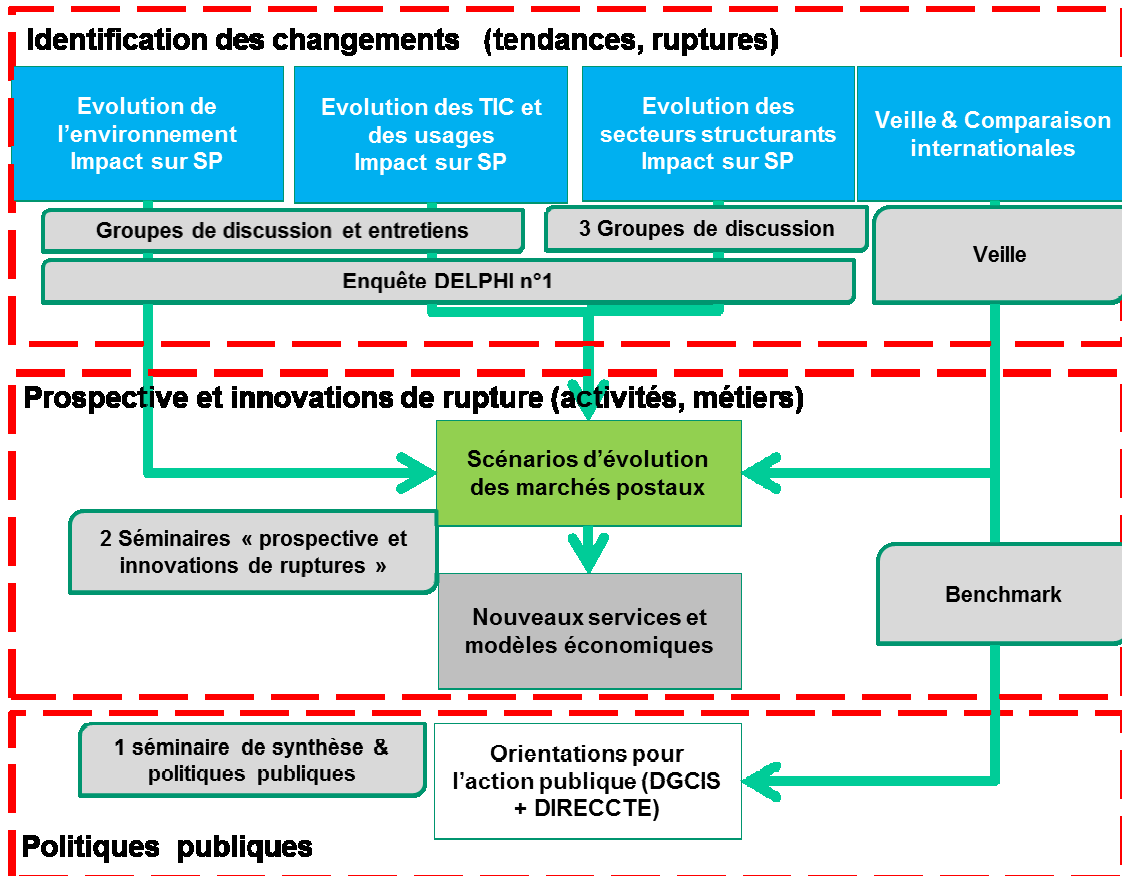 Identification des changements (tendances, ruptures)
Evolution de
l’environnement
Impact sur SP
Evolution des TIC et
des usages
Impact sur SP
Evolution des
secteurs structurants
Impact sur SP
Veille & Comparaison
internationales
Groupes de discussion et entretiens
3 Groupes de discussion
Veille
Enquête DELPHI n°1
Prospective et innovations de rupture (activités, métiers)
Scénarios d’évolution
des marchés postaux
2 Séminaires « prospective et
innovations de ruptures »
Benchmark
Nouveaux services et
modèles économiques
1 séminaire de synthèse &
politiques publiques
Orientations pour
l’action publique (DGCIS
+ DIRECCTE)
Politiques publiques